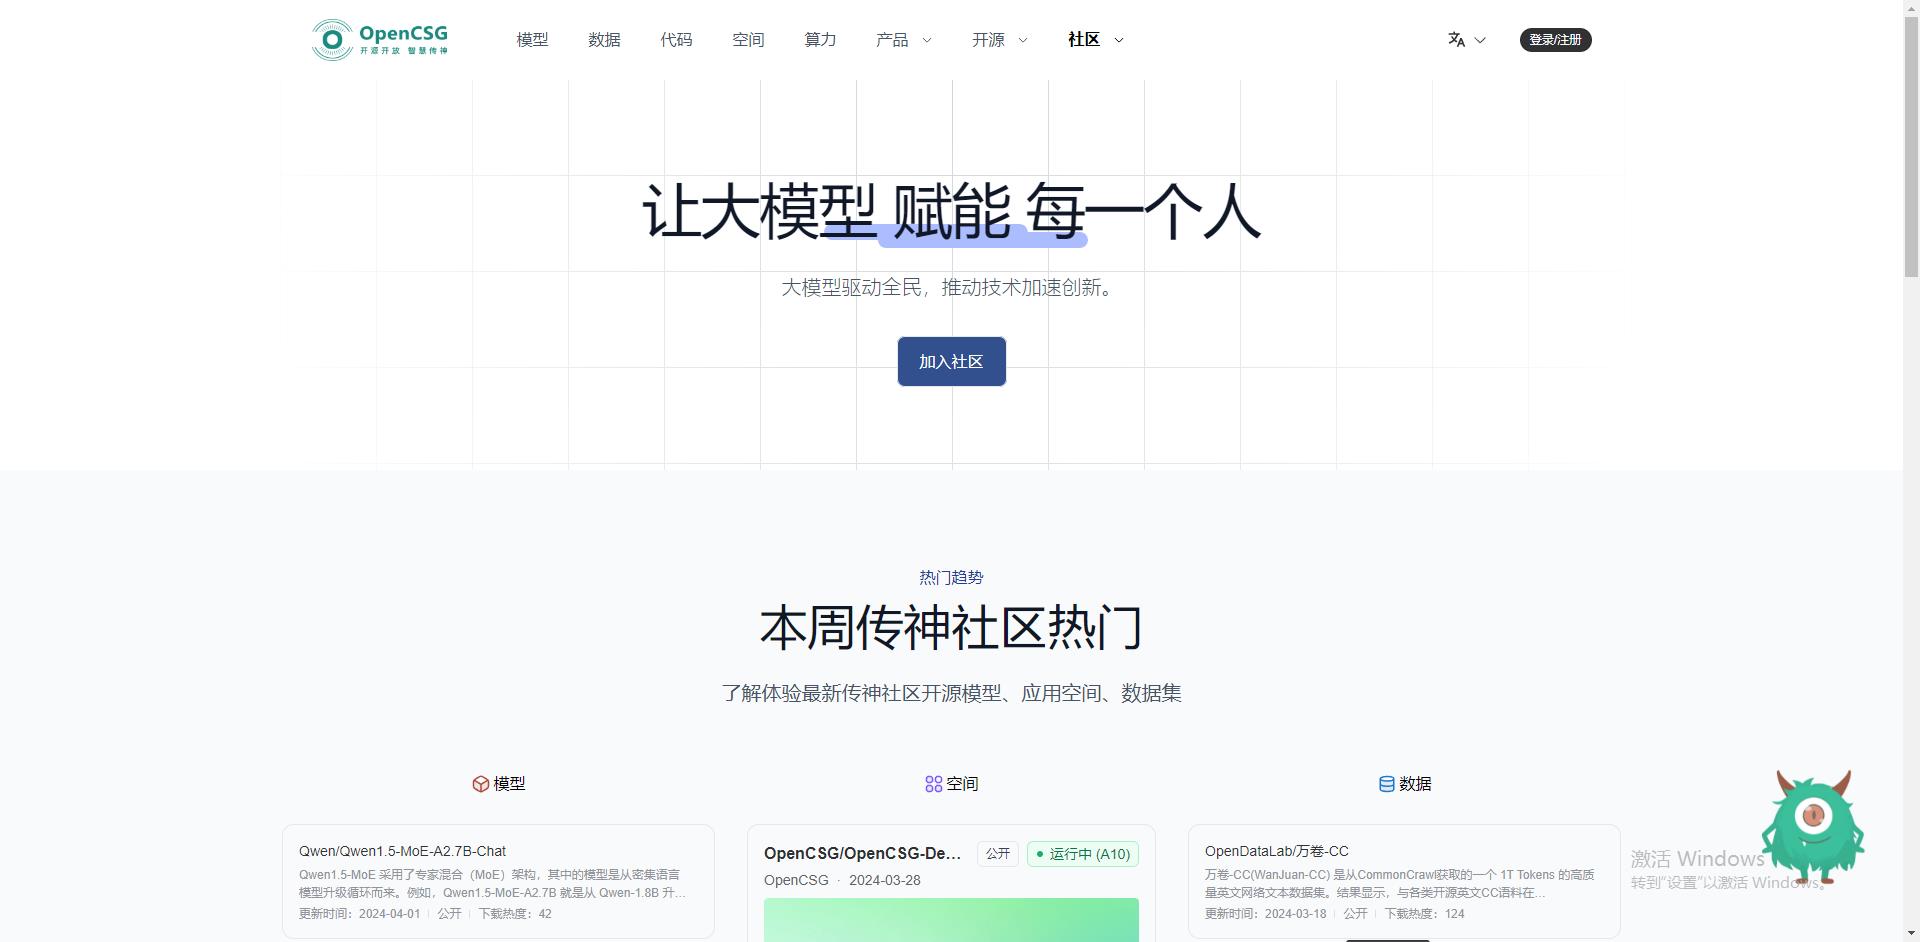 OpenCSG
开源开放 智慧传神
模型
数据
代码
空间
算力
产品
开源
社区
登录/注册
让大模型 赋能 每一个人
大模型驱动全民，推动技术加速创新。
加入社区
热门趋势
本周传神社区热门
了解体验最新传神社区开源模型、应用空间、数据集
模型
空间
数据
Qwen/Qwen1.5-MoE-A2.7B-Chat
Qwen1.5-MoE 采用了专家混合（MoE）架构，其中的模型是从密集语言
模型升级循环而来。例如，Qwen1.5-MoE-A2.7B 就是从 Qwen-1.8B 升...
更新时间：2024-04-01 公开 下载热度：42
OpenCSG/OpenCSG-De... 公开 运行中 (A10)
OpenCSG · 2024-03-28
OpenDataLab/万卷-CC
万卷-CC(WanJuan-CC) 是从CommonCrawl获取的一个 1T Tokens 的高质
量英文网络文本数据集。结果显示，与各类开源英文CC语料在...
更新时间：2024-03-18 公开 下载热度：124
激活 Windows
转到“设置”以激活 Windows。